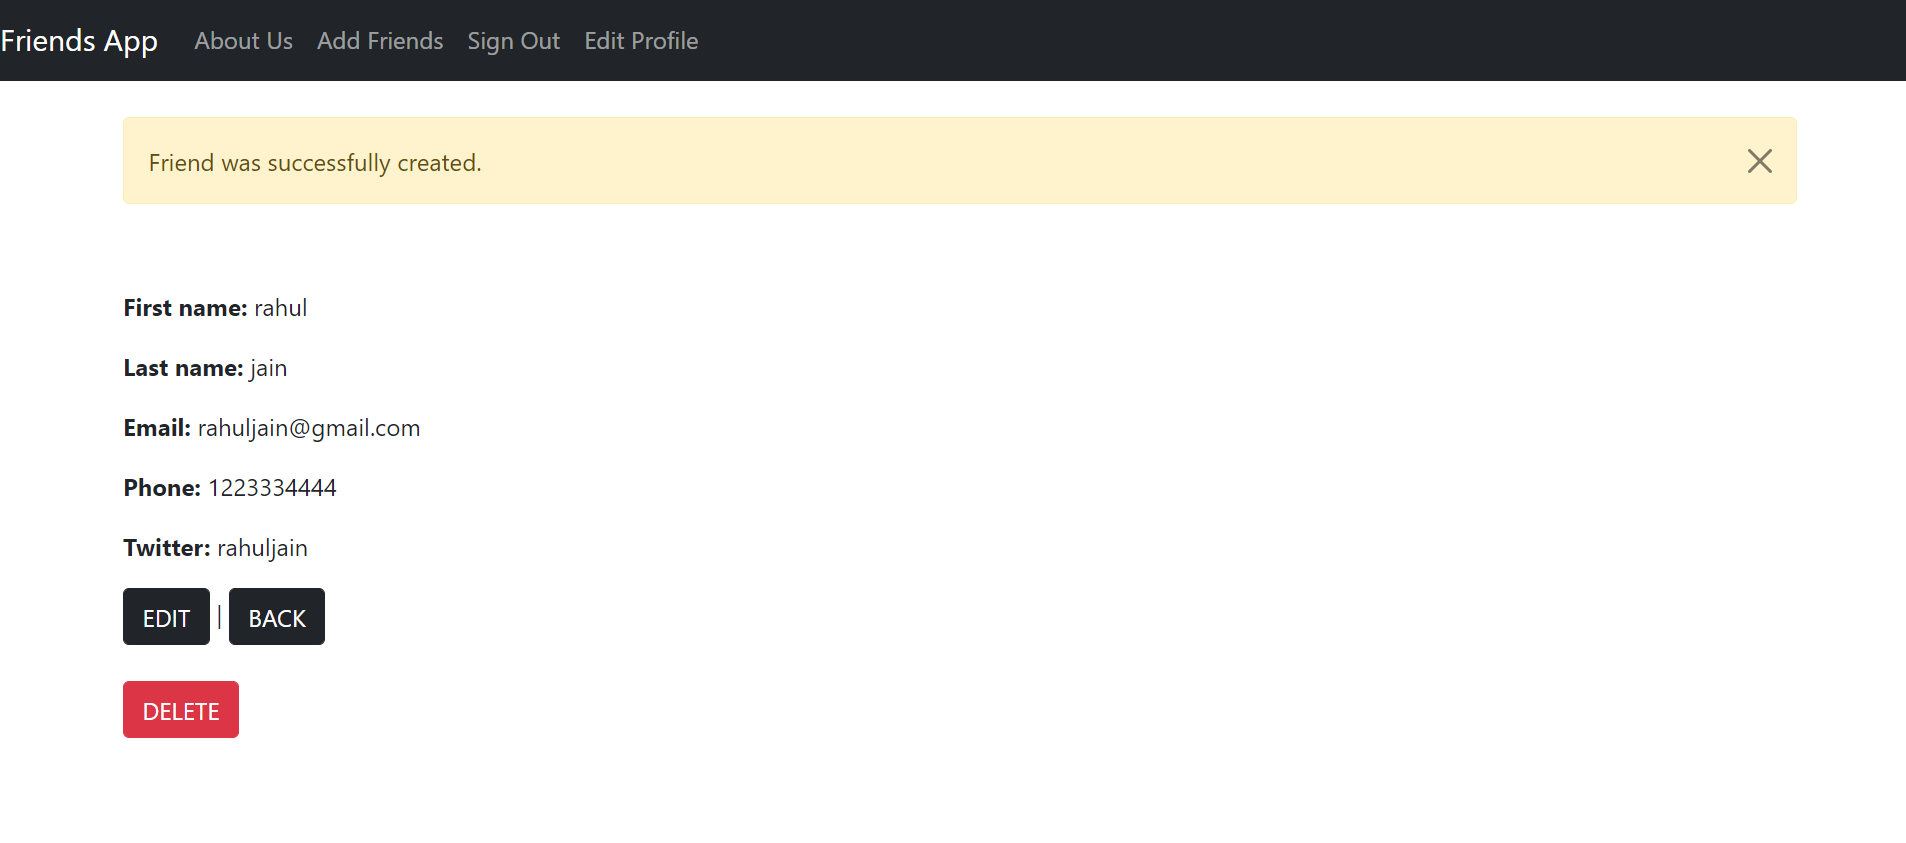 Friends App About Us Add Friends Sign Out Edit Profile
Friend was successfully created.
First name: rahul
Last name: jain
Email: rahuljain@gmail.com
Phone: 1223334444
Twitter: rahuljain
EDIT | BACK
DELETE